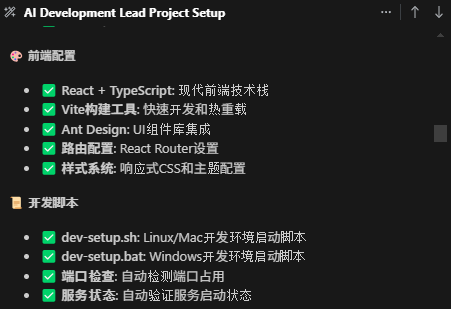 AI Development Lead Project Setup
🎨 前端配置
• ✅ React + TypeScript: 现代前端技术栈
• ✅ Vite构建工具: 快速开发和热重载
• ✅ Ant Design: UI组件库集成
• ✅ 路由配置: React Router设置
• ✅ 样式系统: 响应式CSS和主题配置
📜 开发脚本
• ✅ dev-setup.sh: Linux/Mac开发环境启动脚本
• ✅ dev-setup.bat: Windows开发环境启动脚本
• ✅ 端口检查: 自动检测端口占用
• ✅ 服务状态: 自动验证服务启动状态